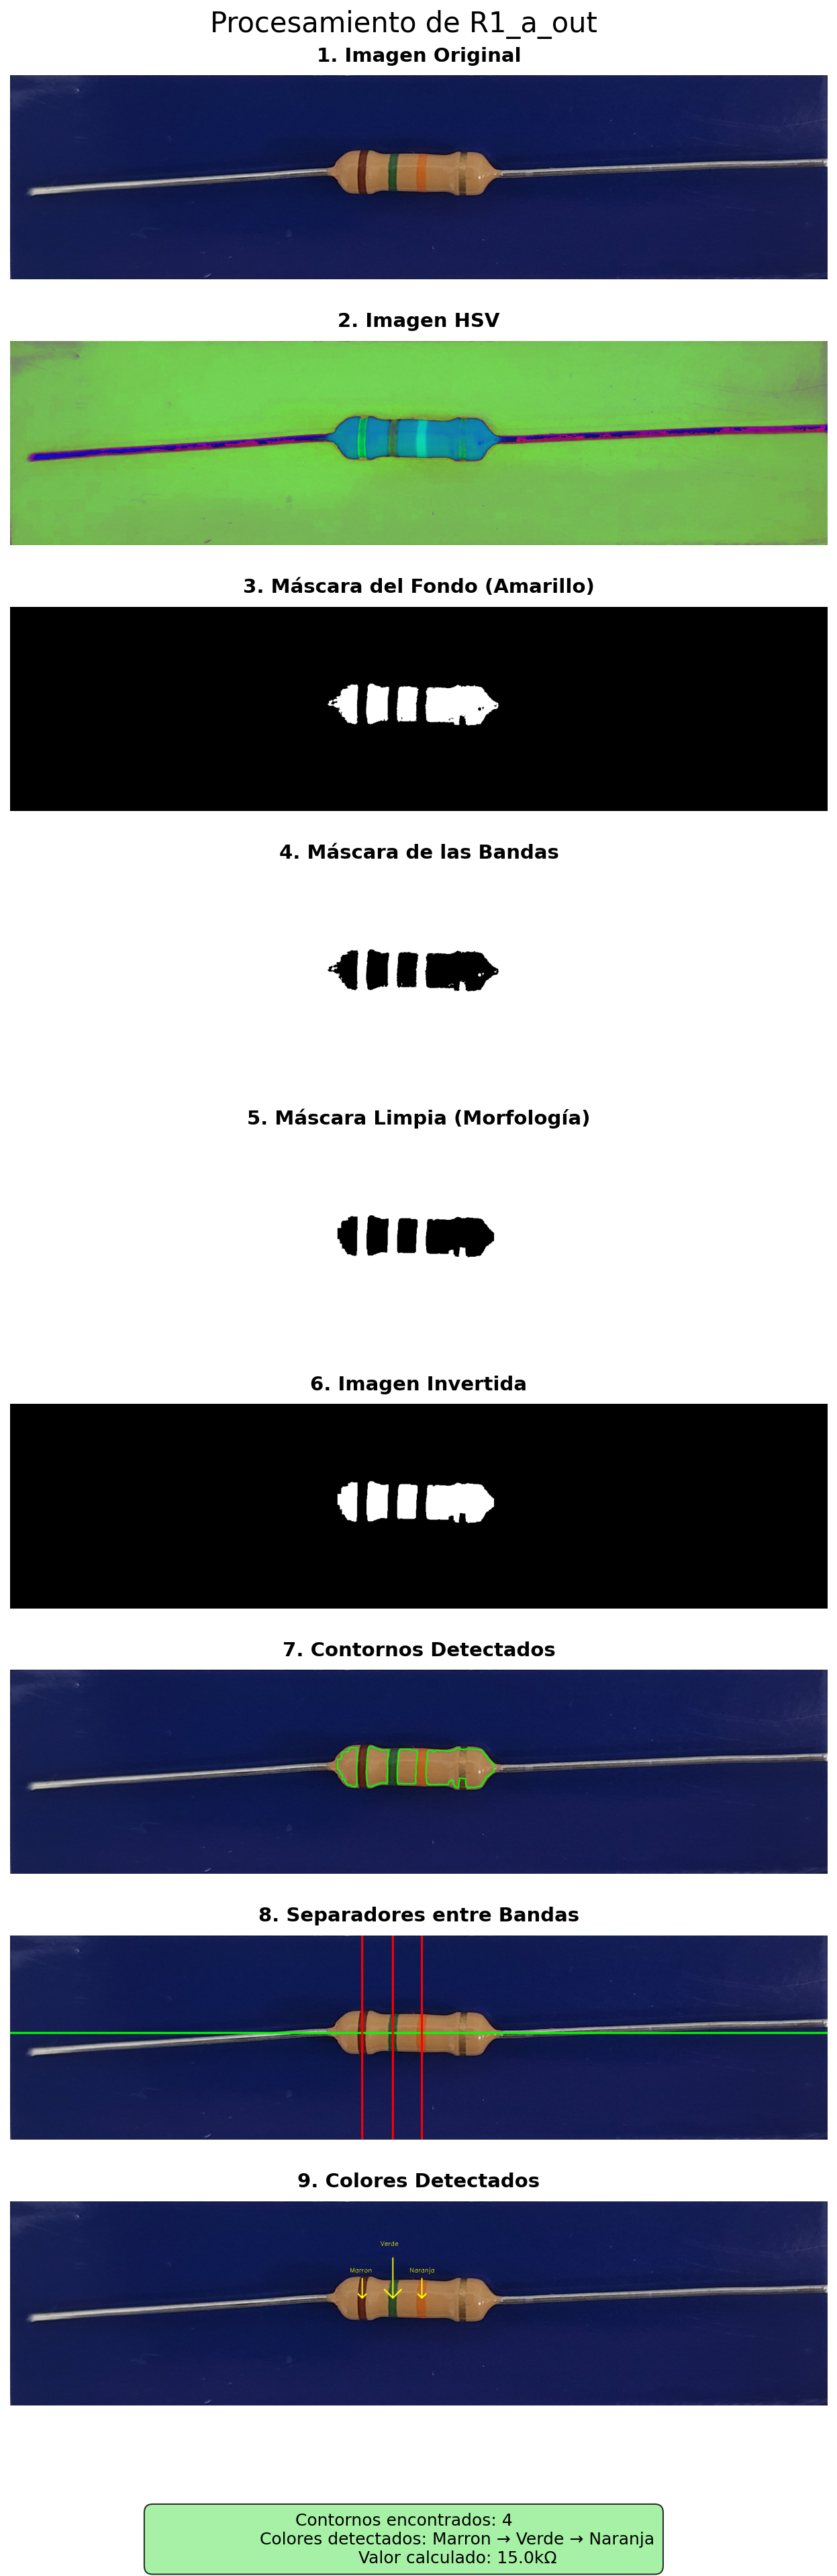 Procesamiento de R1_a_out
1. Imagen Original
2. Imagen HSV
3. Máscara del Fondo (Amarillo)
4. Máscara de las Bandas
5. Máscara Limpia (Morfología)
6. Imagen Invertida
7. Contornos Detectados
8. Separadores entre Bandas
9. Colores Detectados
Verde
Marron Naranja
Contornos encontrados: 4
Colores detectados: Marron → Verde → Naranja
Valor calculado: 15.0kΩ